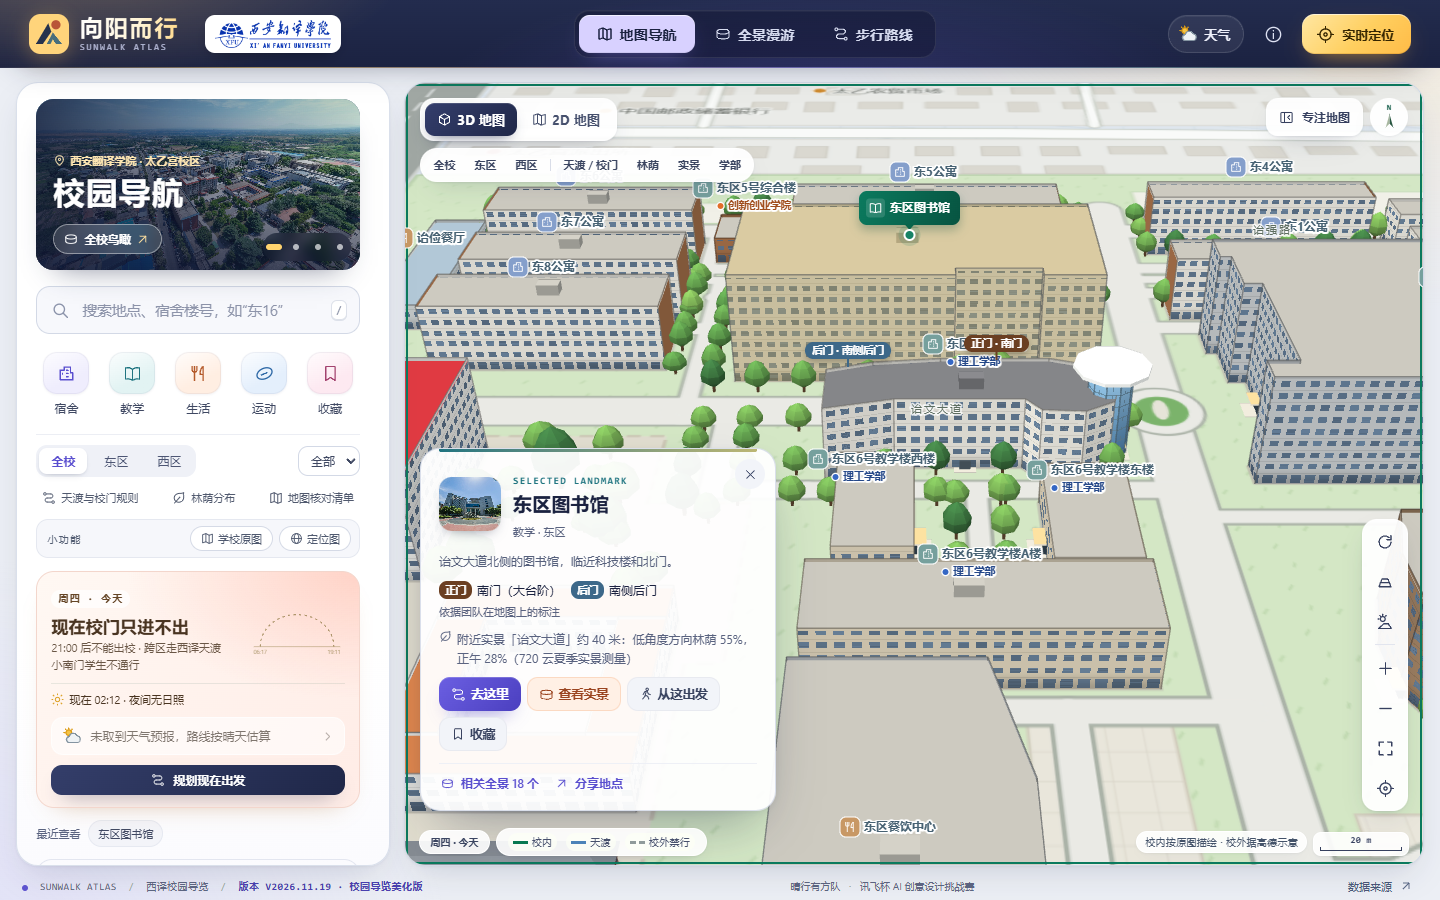 向阳而行
SUNWALK ATLAS
西安翻译学院
XI' AN FANYI UNIVERSITY
地图导航
全景漫游
步行路线
天气
实时定位
西安翻译学院 · 太乙宫校区
校园导航
全校鸟瞰
搜索地点、宿舍楼号，如“东16”
/
宿舍
教学
生活
运动
收藏
全校
东区
西区
全部
天渡与校门规则
林荫分布
地图核对清单
小功能
学校原图
定位图
周四 · 今天
现在校门只进不出
21:00 后不能出校 · 跨区走西译天渡
小南门学生不通行
现在 02:12 · 夜间无日照
未取到天气预报，路线按晴天估算
规划现在出发
最近查看
东区图书馆
3D 地图
2D 地图
专注地图
N
全校
东区
西区
天渡 / 校门
林荫
实景
学部
东5公寓
东4公寓
东区5号综合楼
创新创业学院
东区图书馆
东7公寓
东1公寓
诒俭餐厅
东8公寓
后门 · 南侧后门
正门 · 南门
理工学部
诒文大道
东区6号教学楼西楼
理工学部
东区6号教学楼东楼
理工学部
东区6号教学楼A楼
理工学部
东区餐饮中心
SELECTED LANDMARK
东区图书馆
教学 · 东区
诒文大道北侧的图书馆，临近科技楼和北门。
正门 南门（大台阶） 后门 南侧后门
依据团队在地图上的标注
附近实景「诒文大道」约 40 米：低角度方向林荫 55%，
正午 28%（720 云夏季实景测量）
去这里
查看实景
从这出发
收藏
相关全景 18 个
分享地点
周四 · 今天
校内
天渡
校外禁行
校内按原图描绘 · 校外据高德示意
20 m
SUNWALK ATLAS / 西译校园导览 / 版本 V2026.11.19 · 校园导览美化版
晴行有方队 · 讯飞杯 AI 创意设计挑战赛
数据来源